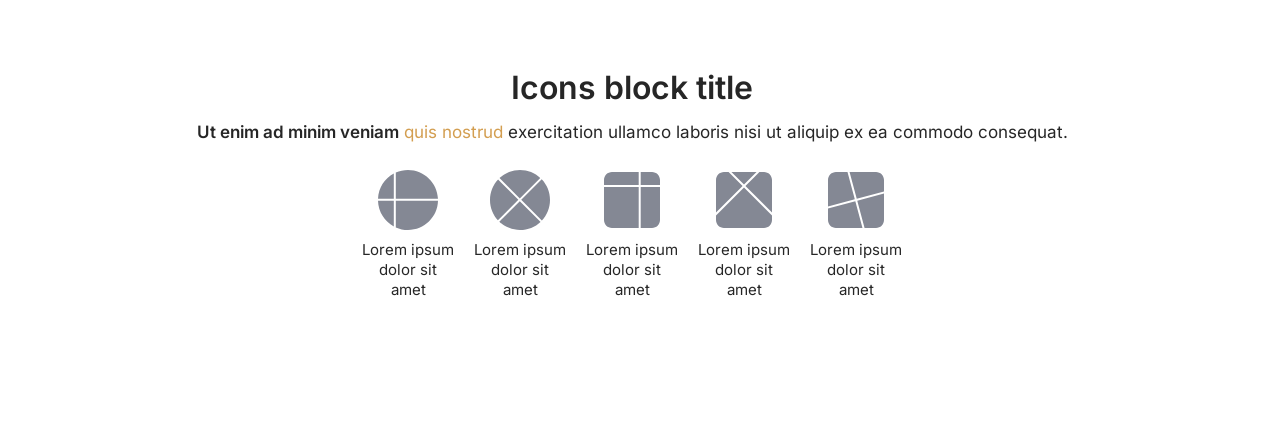 Icons block title
Ut enim ad minim veniam quis nostrud exercitation ullamco laboris nisi ut aliquip ex ea commodo consequat.
Lorem ipsum
dolor sit
amet
Lorem ipsum
dolor sit
amet
Lorem ipsum
dolor sit
amet
Lorem ipsum
dolor sit
amet
Lorem ipsum
dolor sit
amet